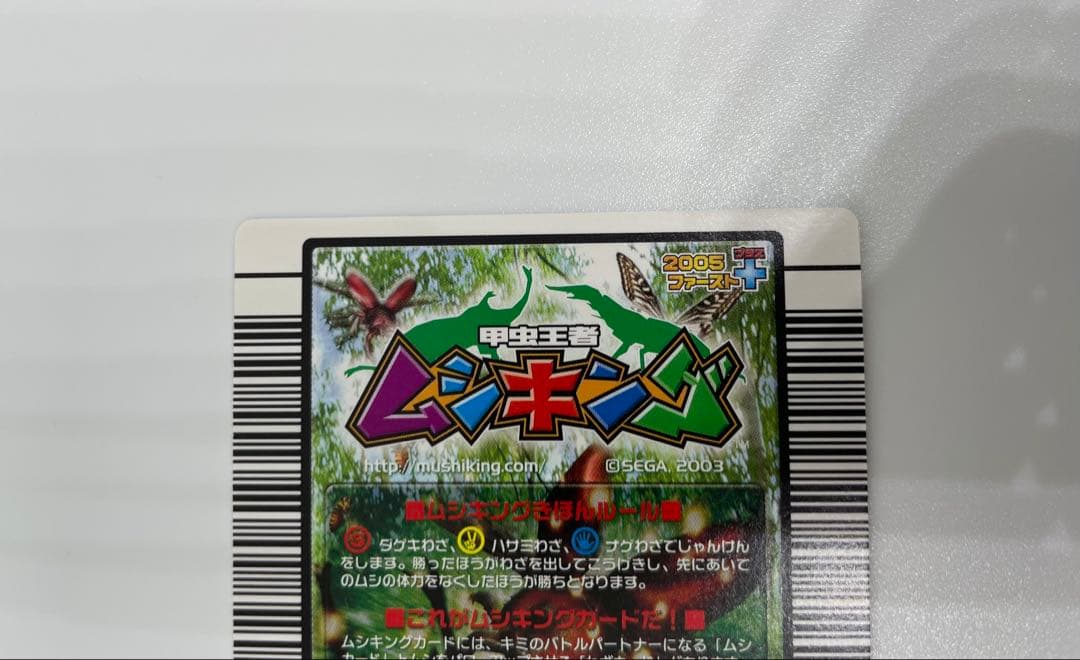 2005 プラス
ファースト+
甲虫王者
ムシキング
http://mushiking.com/ ©SEGA, 2003
■ムシキングきほんルール■
ダゲキわざ、ハサミわざ、ナゲわざでじゃんけん
をします。勝ったほうがわざを出してこうげきし、先にあいて
のムシの体力をなくしたほうが勝ちとなります。
■これがムシキングカードだ!■
ムシキングカードには、キミのバトルパートナーになる「ムシ